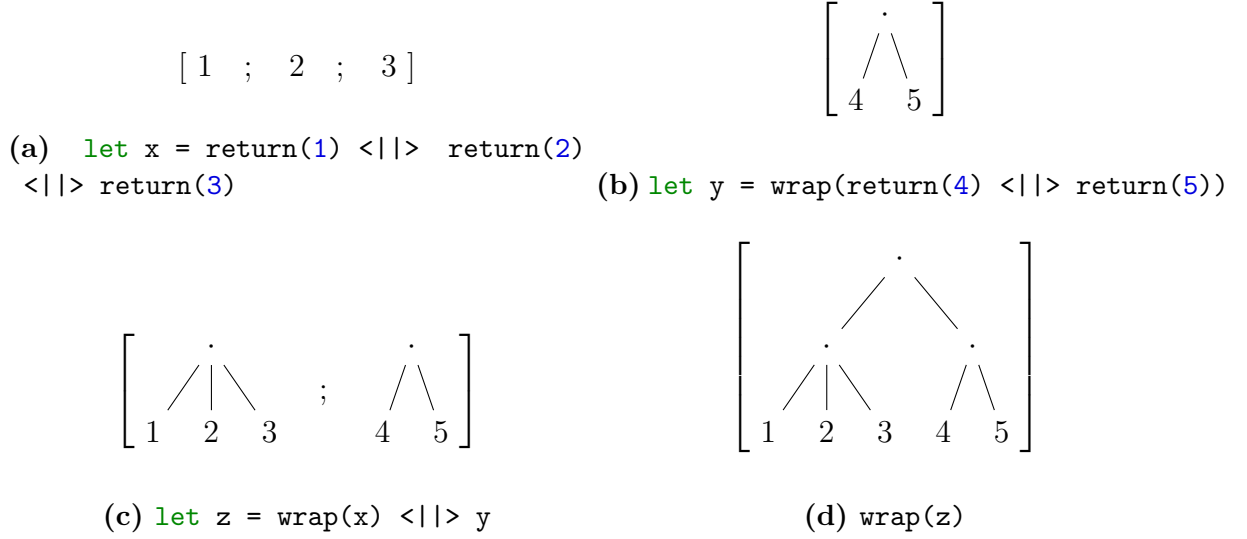 [ 1 ; 2 ; 3 ]
(a) let x = return(1) <||> return(2)
<||> return(3)
·
4 5
(b) let y = wrap(return(4) <||> return(5))
· ; ·
1 2 3 4 5
(c) let z = wrap(x) <||> y
·
· ·
1 2 3 4 5
(d) wrap(z)